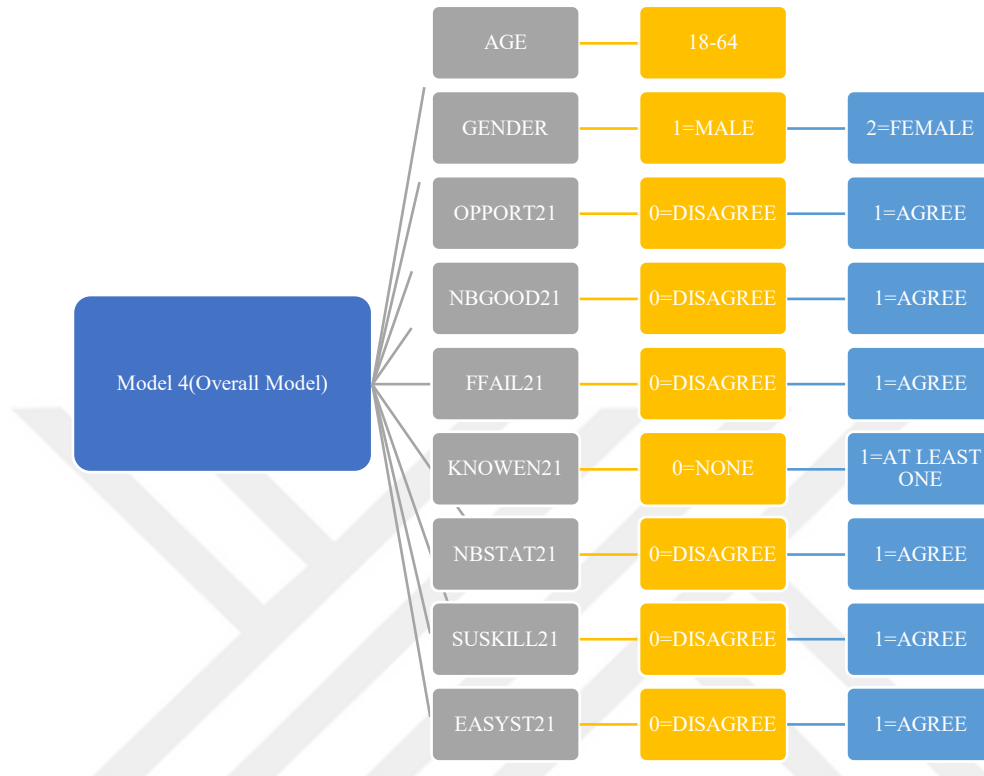 AGE
18-64
GENDER
1=MALE
2=FEMALE
OPPORT21
0=DISAGREE
1=AGREE
NBGOOD21
0=DISAGREE
1=AGREE
Model 4(Overall Model)
FFAIL21
0=DISAGREE
1=AGREE
KNOWEN21
0=NONE
1=AT LEAST
ONE
NBSTAT21
0=DISAGREE
1=AGREE
SUSKILL21
0=DISAGREE
1=AGREE
EASYST21
0=DISAGREE
1=AGREE